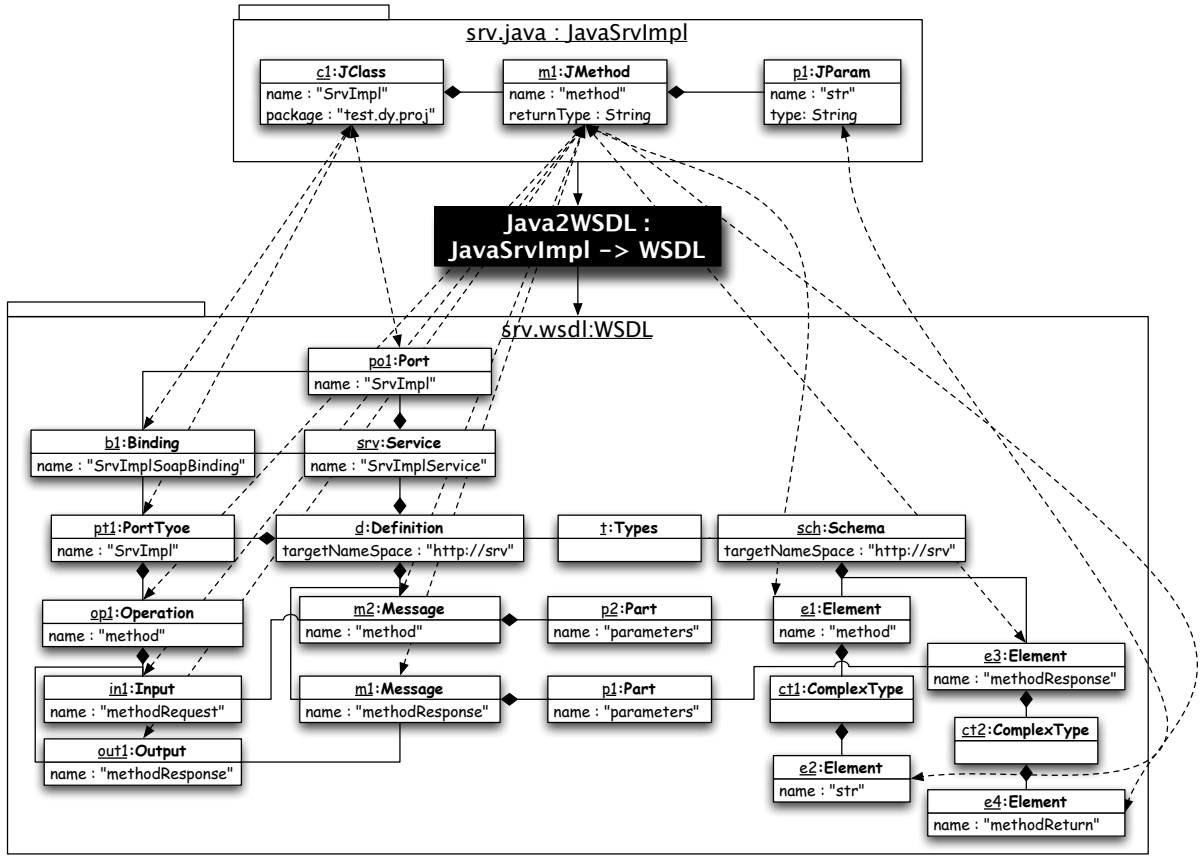 srv.java : JavaSrvImpl
c1:JClass
name : "SrvImpl"
package : "test.dy.proj"
m1:JMethod
name : "method"
returnType : String
p1:JParam
name : "str"
type: String
Java2WSDL :
JavaSrvImpl -> WSDL
srv.wsdl:WSDL
po1:Port
name : "SrvImpl"
b1:Binding
name : "SrvImplSoapBinding"
srv:Service
name : "SrvImplService"
pt1:PortTyoe
name : "SrvImpl"
d:Definition
targetNameSpace : "http://srv"
t:Types
sch:Schema
targetNameSpace : "http://srv"
op1:Operation
name : "method"
m2:Message
name : "method"
p2:Part
name : "parameters"
e1:Element
name : "method"
e3:Element
name : "methodResponse"
in1:Input
name : "methodRequest"
m1:Message
name : "methodResponse"
p1:Part
name : "parameters"
ct1:ComplexType
ct2:ComplexType
out1:Output
name : "methodResponse"
e2:Element
name : "str"
e4:Element
name : "methodReturn"